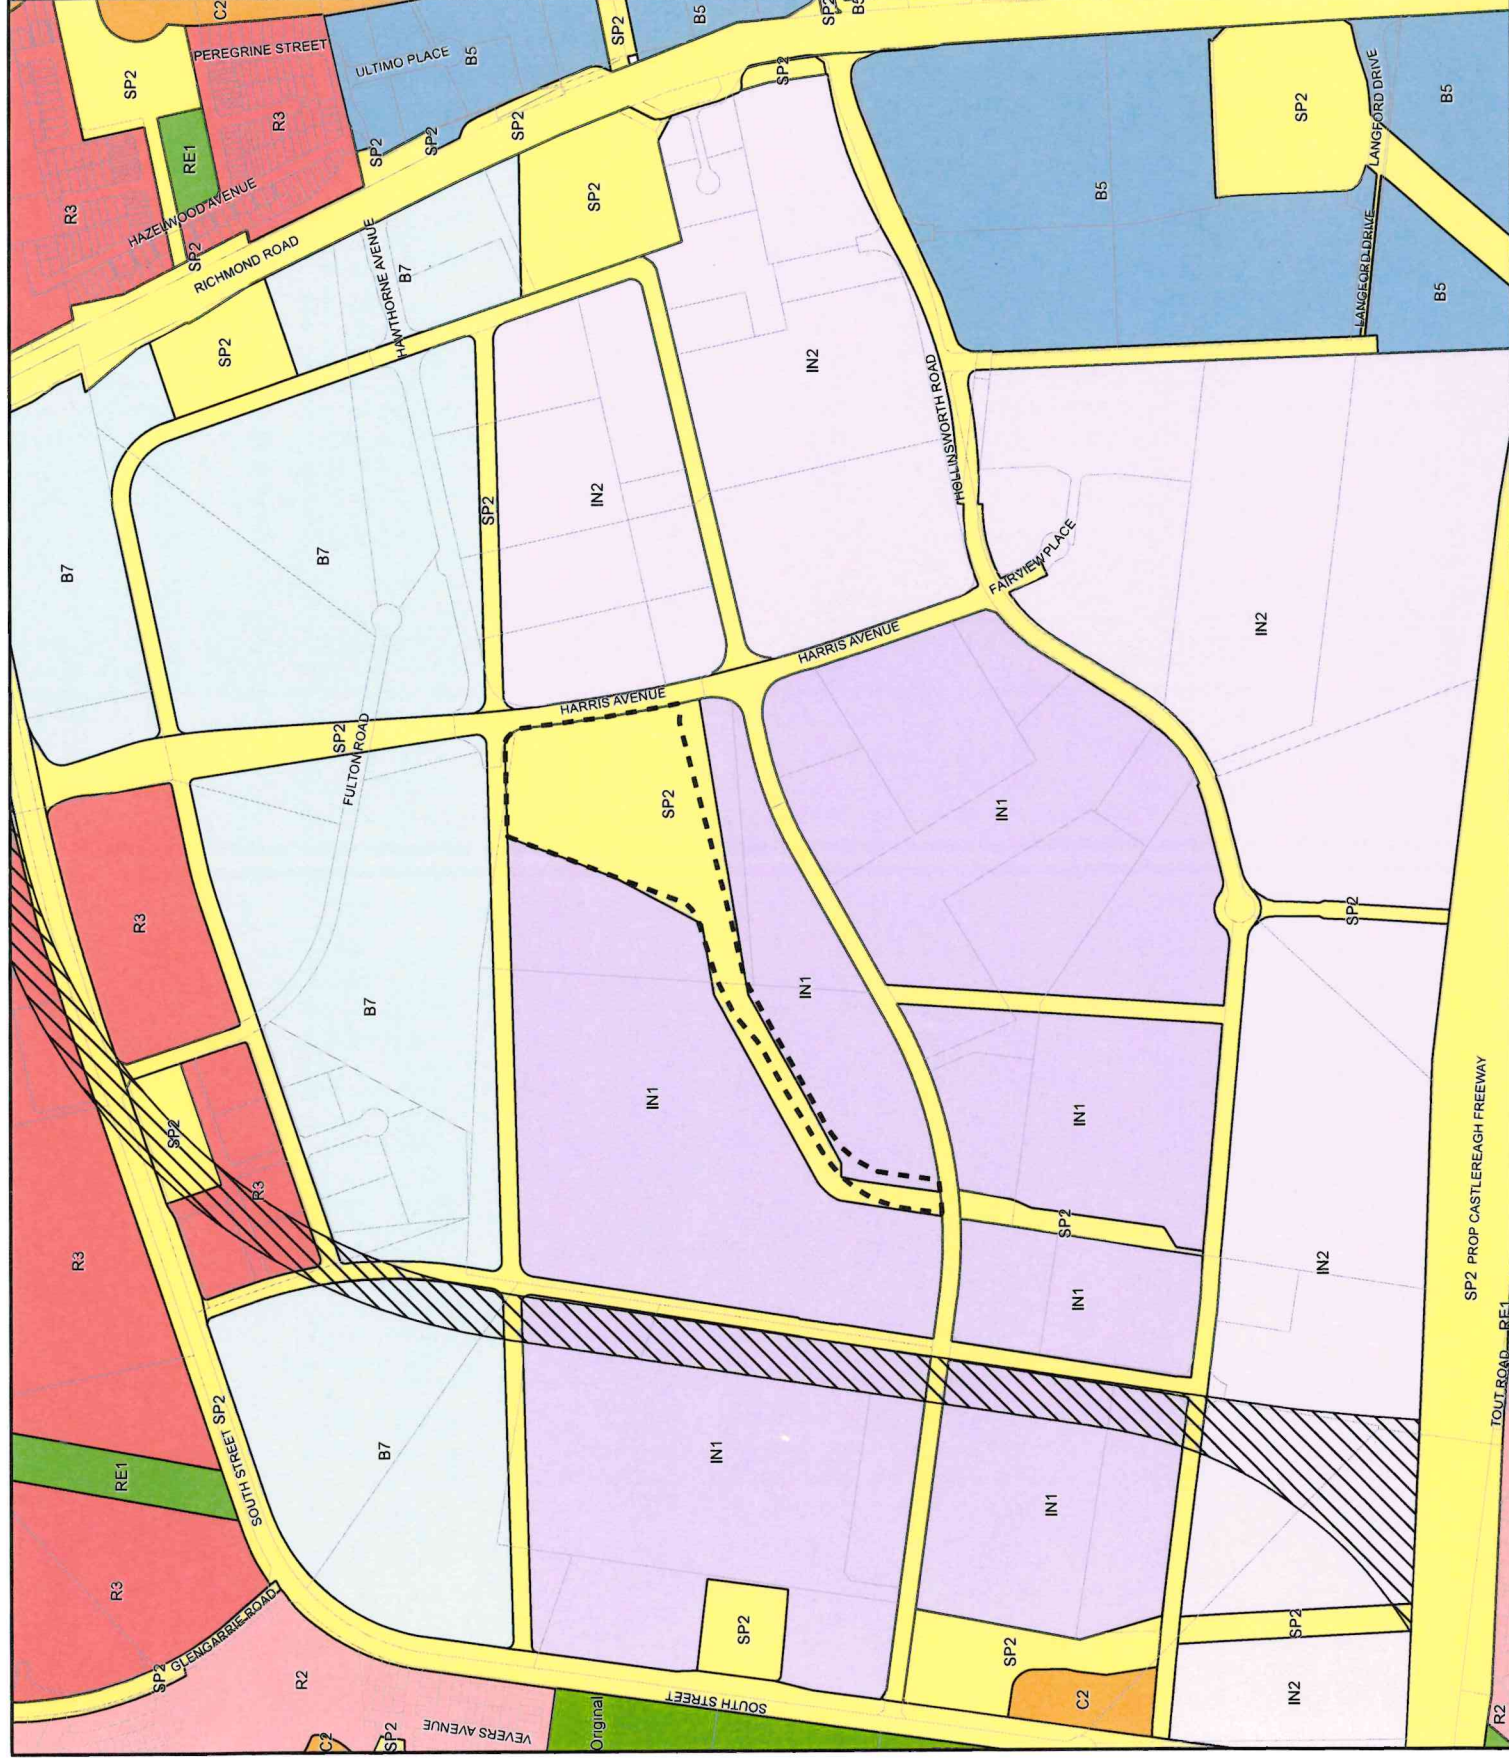 C2
SP2
PEREGRINE STREET
R3
ULTIMO PLACE
B5
SP2
B5
SP2
SP2
SP2
SP2
SP2
SP2
RE1
R3
HAZELWOOD AVENUE
SP2
RICHMOND ROAD
SP2
HAWTHORNE AVENUE
B7
SP2
SP2
B5
LANGFORD DRIVE
B5
LANGFORD DRIVE
B5
B7
B7
SP2
IN2
IN2
HOLLINSWORTH ROAD
FAIRVIEW PLACE
IN2
HARRIS AVENUE
HARRIS AVENUE
SP2
FULTON ROAD
SP2
R3
B7
IN1
IN1
IN1
SP2
SP2
R3
R3
IN1
SP2
IN1
IN2
SP2 PROP CASTLEREAGH FREEWAY
TOUT ROAD
RE1
RE1
SOUTH STREET
SP2
B7
IN1
IN1
R3
GLENGARRIE ROAD
SP2
R2
SP2
SP2
SP2
IN2
C2
C2
SP2
VEVERS AVENUE
Original
SOUTH STREET
R2